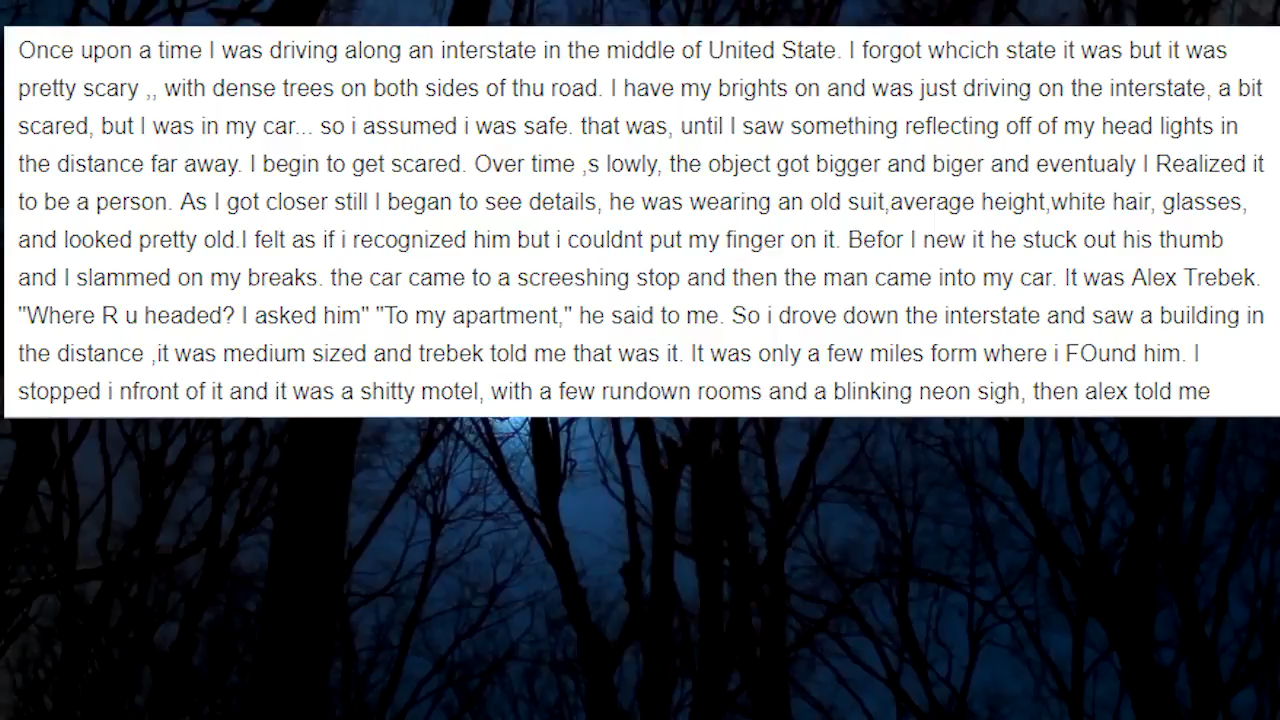 Once upon a time I was driving along an interstate in the middle of United State. I forgot whcich state it was but it was
pretty scary ,, with dense trees on both sides of thu road. I have my brights on and was just driving on the interstate, a bit
scared, but I was in my car... so i assumed i was safe. that was, until I saw something reflecting off of my head lights in
the distance far away. I begin to get scared. Over time ,s lowly, the object got bigger and biger and eventualy I Realized it
to be a person. As I got closer still I began to see details, he was wearing an old suit,average height,white hair, glasses,
and looked pretty old.I felt as if i recognized him but i couldnt put my finger on it. Befor I new it he stuck out his thumb
and I slammed on my breaks. the car came to a screeshing stop and then the man came into my car. It was Alex Trebek.
"Where R u headed? I asked him" "To my apartment," he said to me. So i drove down the interstate and saw a building in
the distance ,it was medium sized and trebek told me that was it. It was only a few miles form where i FOund him. I
stopped i nfront of it and it was a shitty motel, with a few rundown rooms and a blinking neon sigh, then alex told me